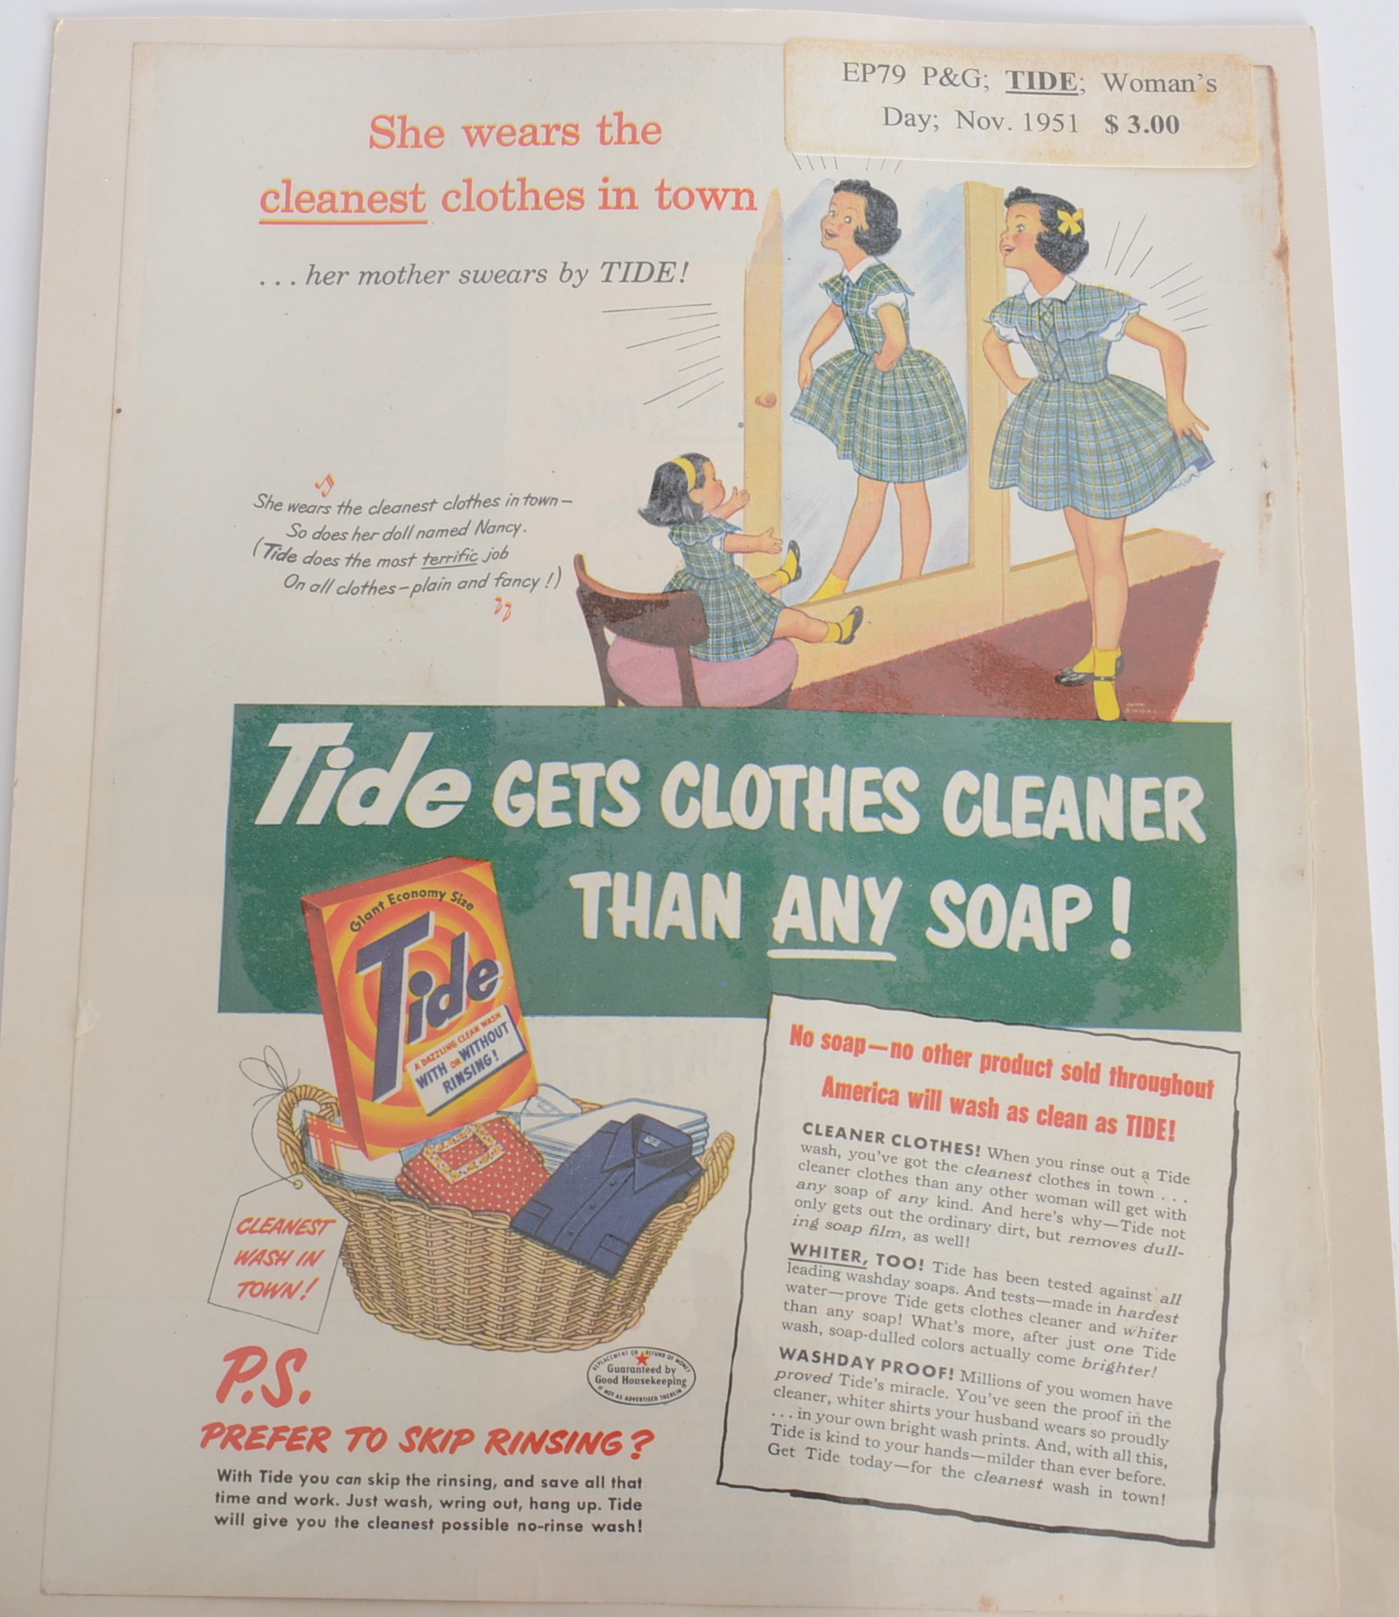 EP79 P&G; TIDE; Woman's
Day; Nov. 1951 $ 3.00
She wears the
cleanest clothes in town
...her mother swears by TIDE!
She wears the cleanest clothes in town—
So does her doll named Nancy.
(Tide does the most terrific job
On all clothes—plain and fancy!)
Tide GETS CLOTHES CLEANER
THAN ANY SOAP!
Giant Economy Size
Tide
A DAZZLING CLEAN WASH
WITH OR WITHOUT
RINSING!
CLEANEST
WASH IN
TOWN!
REPLACEMENT OR REFUND OF MONEY
Guaranteed by
Good Housekeeping
IF NOT AS ADVERTISED THEREIN
P.S.
PREFER TO SKIP RINSING?
With Tide you can skip the rinsing, and save all that
time and work. Just wash, wring out, hang up. Tide
will give you the cleanest possible no-rinse wash!
No soap—no other product sold throughout
America will wash as clean as TIDE!
CLEANER CLOTHES! When you rinse out a Tide
wash, you've got the cleanest clothes in town...
cleaner clothes than any other woman will get with
any soap of any kind. And here's why—Tide not
only gets out the ordinary dirt, but removes dull-
ing soap film, as well!
WHITER, TOO! Tide has been tested against all
leading washday soaps. And tests—made in hardest
water—prove Tide gets clothes cleaner and whiter
than any soap! What's more, after just one Tide
wash, soap-dulled colors actually come brighter!
WASHDAY PROOF! Millions of you women have
proved Tide's miracle. You've seen the proof in the
cleaner, whiter shirts your husband wears so proudly
...in your own bright wash prints. And, with all this,
Tide is kind to your hands—milder than ever before.
Get Tide today—for the cleanest wash in town!